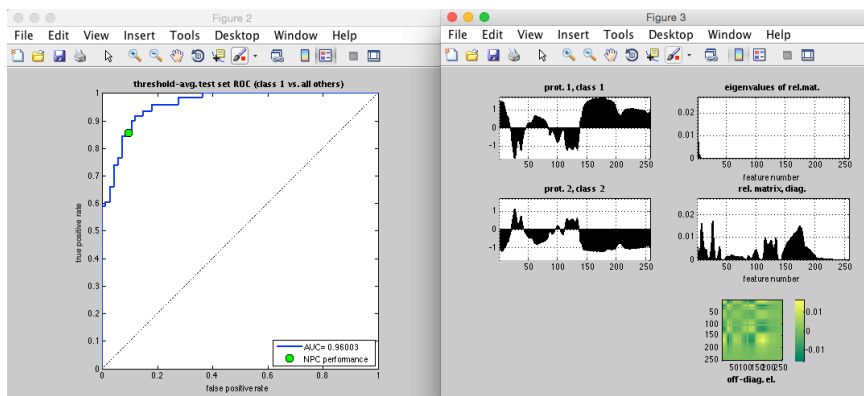 Figure 2
File Edit View Insert Tools Desktop Window Help
threshold-avg.test set ROC (class 1 vs. all others)
1
0.9
0.8
0.7
0.6
0.5
0.4
0.3
0.2
0.1
0
0 0.2 0.4 0.6 0.8 1
true positive rate
false positive rate
AUC= 0.96003
NPC performance
Figure 3
File Edit View Insert Tools Desktop Window Help
prot. 1, class 1
1
0
-1
50 100 150 200 250
eigenvalues of rel.mat.
0.02
0.01
0
50 100 150 200 250
feature number
prot. 2, class 2
1
0
-1
50 100 150 200 250
rel. matrix, diag.
0.02
0.01
0
50 100 150 200 250
feature number
50
100
150
200
250
50 100 150 200 250
0.01
0
-0.01
off-diag. el.